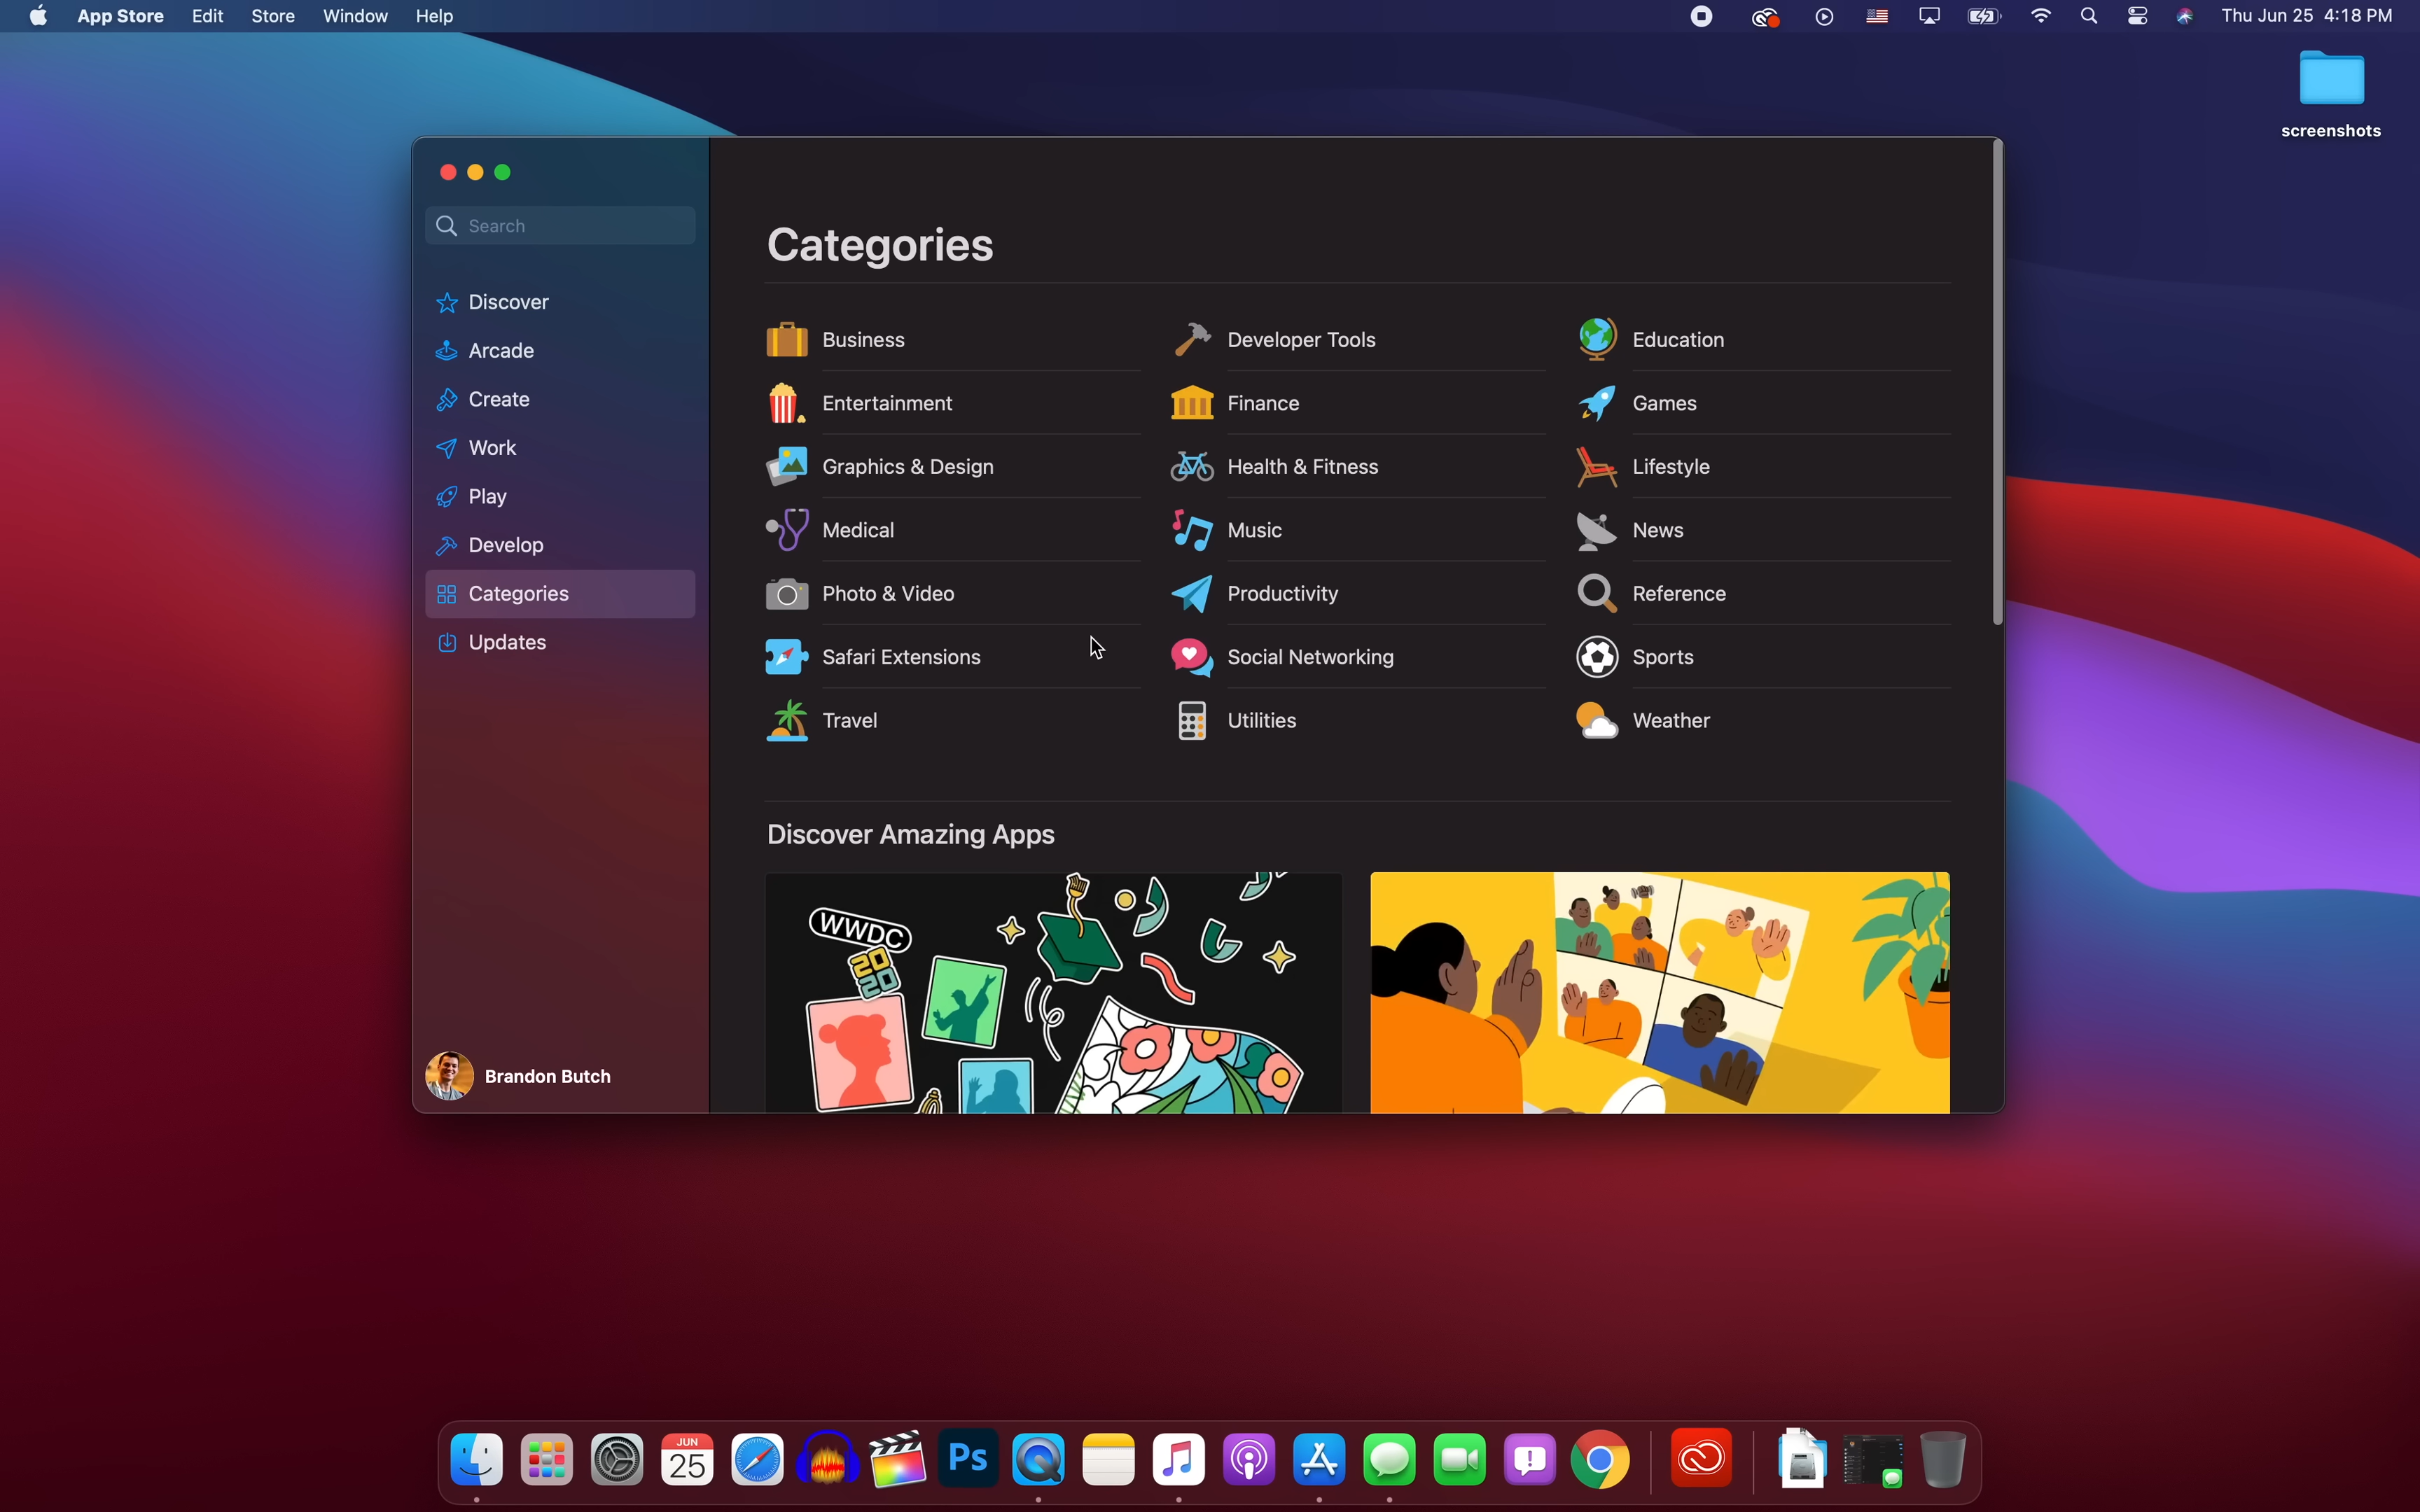 App Store Edit Store Window Help Thu Jun 25 4:18 PM
screenshots
Search
Discover
Arcade
Create
Work
Play
Develop
Categories
Updates
Brandon Butch
Categories
Business Developer Tools Education
Entertainment Finance Games
Graphics & Design Health & Fitness Lifestyle
Medical Music News
Photo & Video Productivity Reference
Safari Extensions Social Networking Sports
Travel Utilities Weather
Discover Amazing Apps
WWDC
20
20
JUN
25
Ps